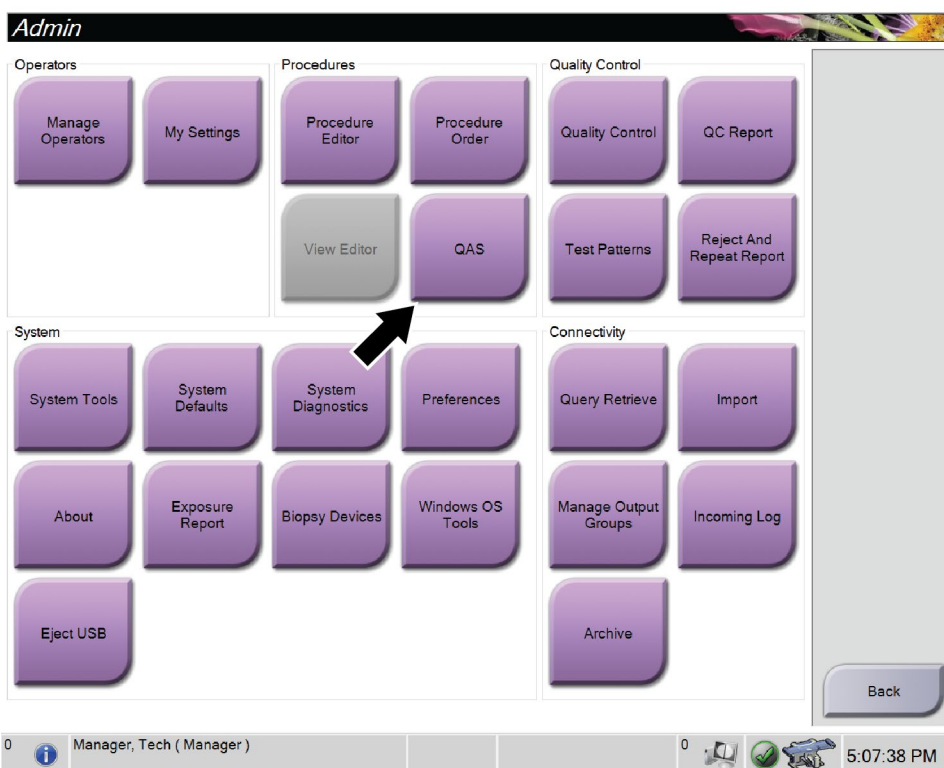 Admin
Operators
Manage
Operators
My Settings
Procedures
Procedure
Editor
Procedure
Order
View Editor
QAS
Quality Control
Quality Control
QC Report
Test Patterns
Reject And
Repeat Report
System
System Tools
System
Defaults
System
Diagnostics
Preferences
About
Exposure
Report
Biopsy Devices
Windows OS
Tools
Eject USB
Connectivity
Query Retrieve
Import
Manage Output
Groups
Incoming Log
Archive
Back
0
Manager, Tech ( Manager )
0
5:07:38 PM